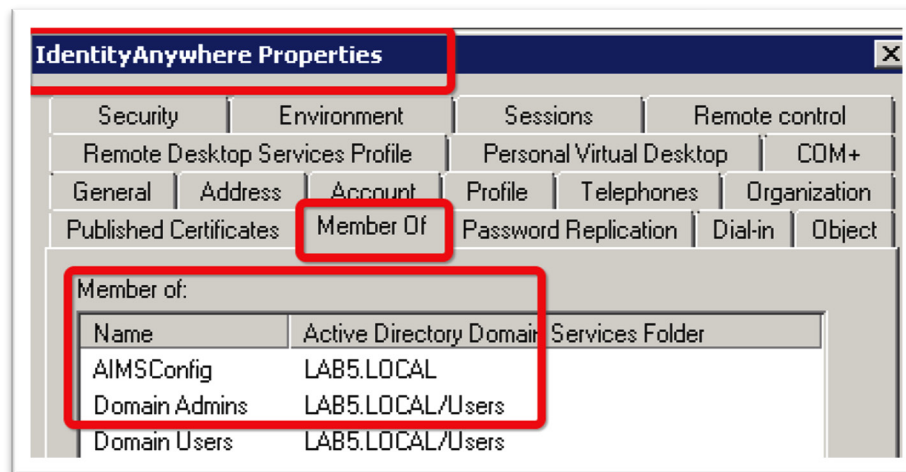 IdentityAnywhere Properties
Security Environment Sessions Remote control
Remote Desktop Services Profile Personal Virtual Desktop COM+
General Address Account Profile Telephones Organization
Published Certificates Member Of Password Replication Dial-in Object
Member of:
Name Active Directory Domain Services Folder
AIMSConfig LAB5.LOCAL
Domain Admins LAB5.LOCAL/Users
Domain Users LAB5.LOCAL/Users